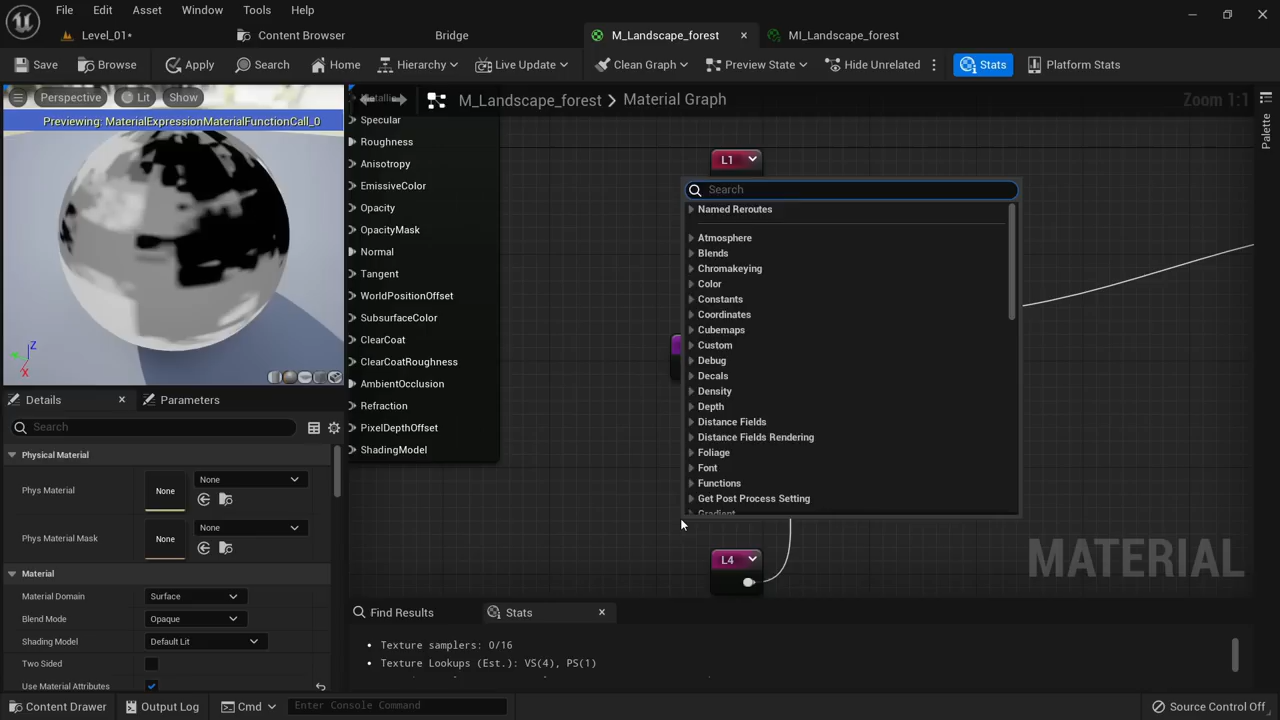 File Edit Asset Window Tools Help
Level_01* Content Browser Bridge M_Landscape_forest MI_Landscape_forest
Save Browse Apply Search Home Hierarchy Live Update Clean Graph Preview State Hide Unrelated Stats Platform Stats
Perspective Lit Show
M_Landscape_forest Material Graph Zoom 1:1
Previewing: MaterialExpressionMaterialFunctionCall_0
Palette
Specular
Roughness
Anisotropy
EmissiveColor
Opacity
OpacityMask
Normal
Tangent
WorldPositionOffset
SubsurfaceColor
ClearCoat
ClearCoatRoughness
AmbientOcclusion
Refraction
PixelDepthOffset
ShadingModel
L1
Search
Named Reroutes
Atmosphere
Blends
Chromakeying
Color
Constants
Coordinates
Cubemaps
Custom
Debug
Decals
Density
Depth
Distance Fields
Distance Fields Rendering
Foliage
Font
Functions
Get Post Process Setting
Gradient
L4
MATERIAL
Z
X
Details Parameters
Search
Physical Material
Phys Material None None
Phys Material Mask None None
Material
Material Domain Surface
Blend Mode Opaque
Shading Model Default Lit
Two Sided
Use Material Attributes
Find Results Stats
• Texture samplers: 0/16
• Texture Lookups (Est.): VS(4), PS(1)
Content Drawer Output Log Cmd Enter Console Command Source Control Off